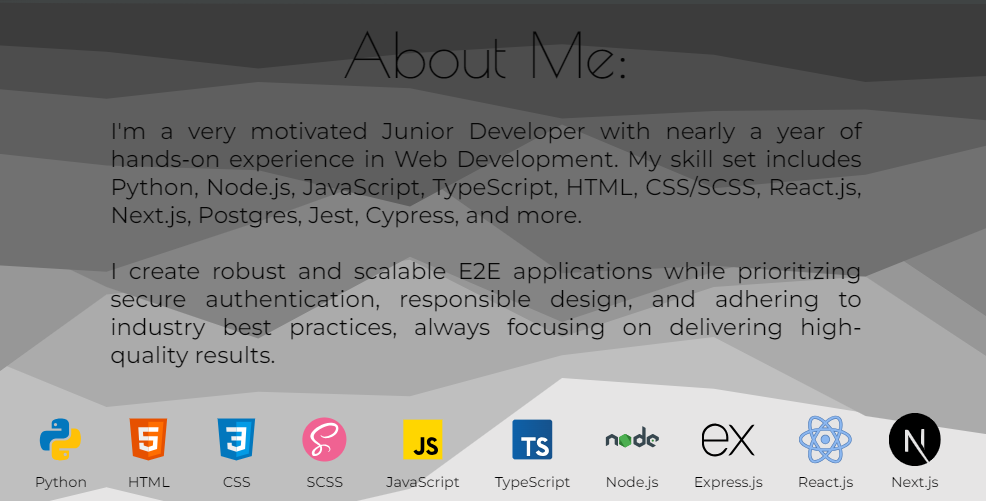 About Me:
I'm a very motivated Junior Developer with nearly a year of
hands-on experience in Web Development. My skill set includes
Python, Node.js, JavaScript, TypeScript, HTML, CSS/SCSS, React.js,
Next.js, Postgres, Jest, Cypress, and more.
I create robust and scalable E2E applications while prioritizing
secure authentication, responsible design, and adhering to
industry best practices, always focusing on delivering high-
quality results.
5 3 S JS TS node ex N
Python HTML CSS SCSS JavaScript TypeScript Node.js Express.js React.js Next.js